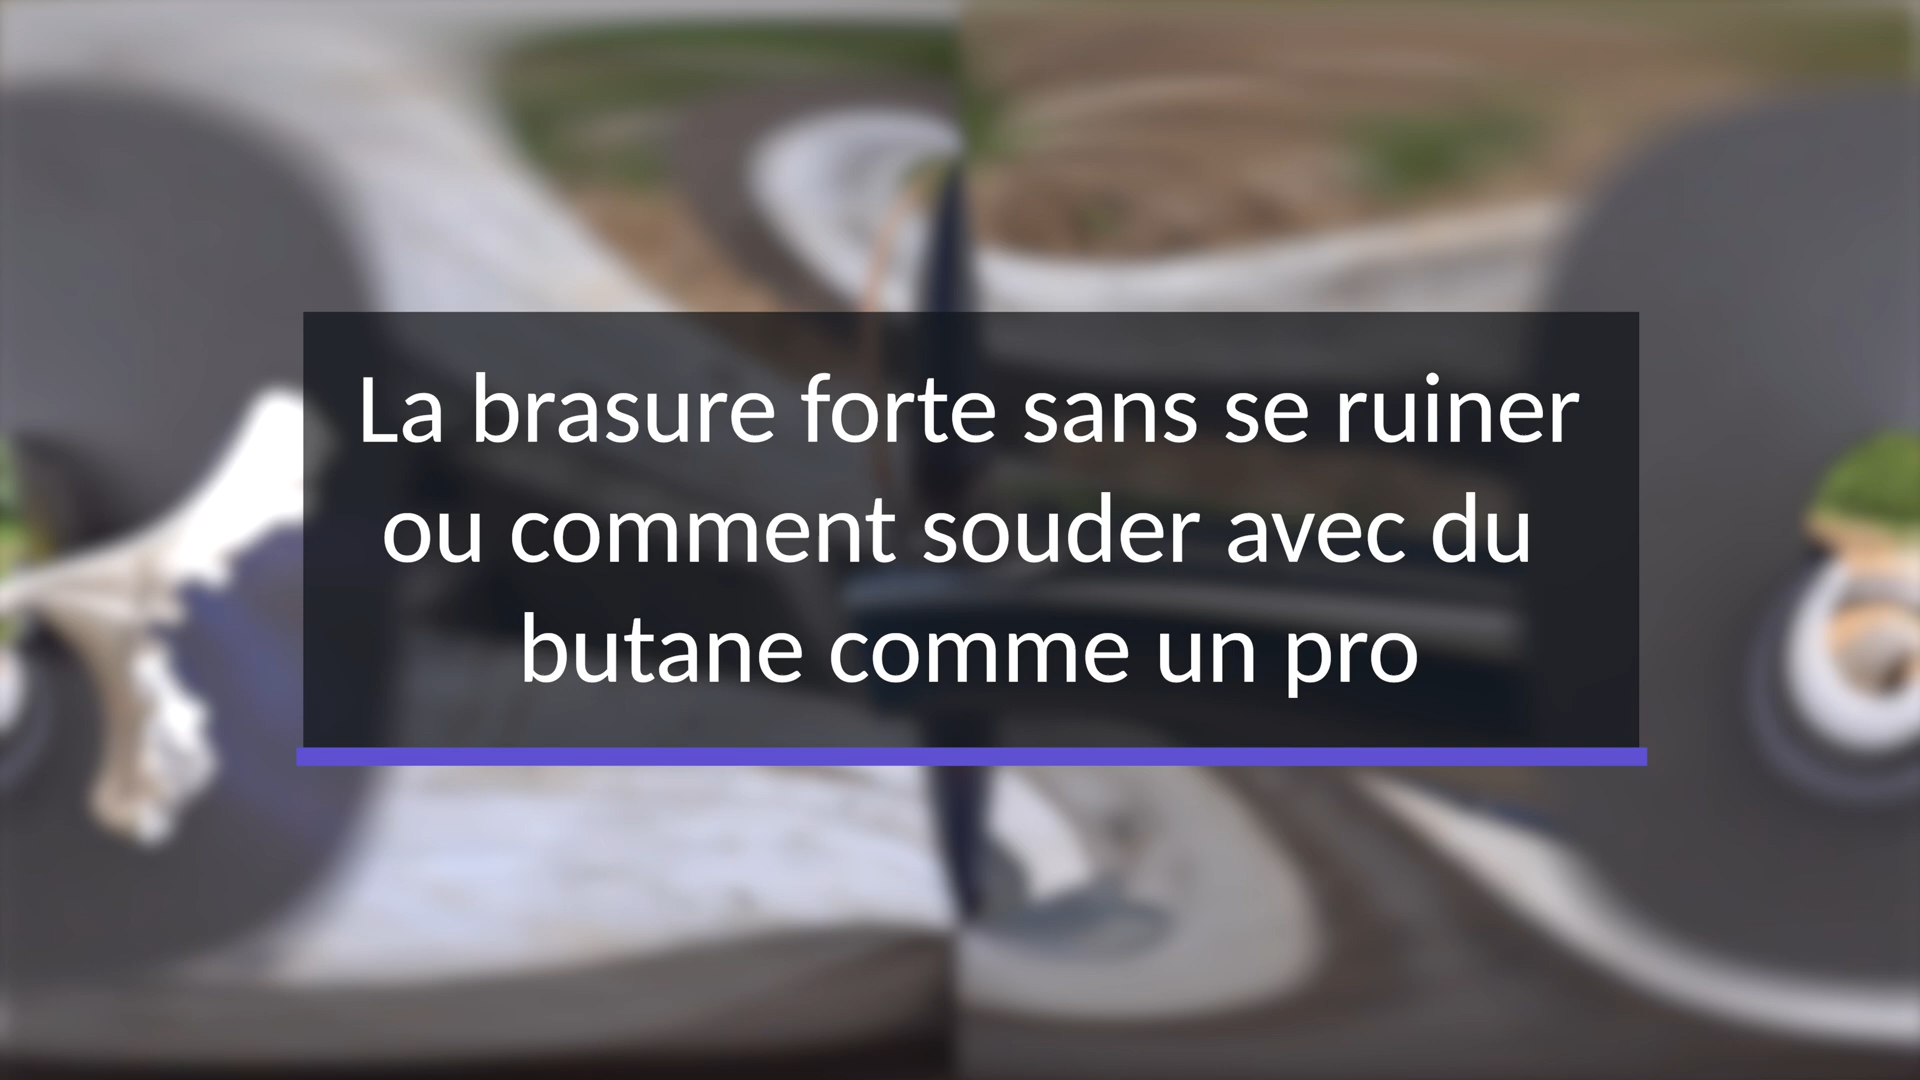 La brasure forte sans se ruiner
ou comment souder avec du
butane comme un pro